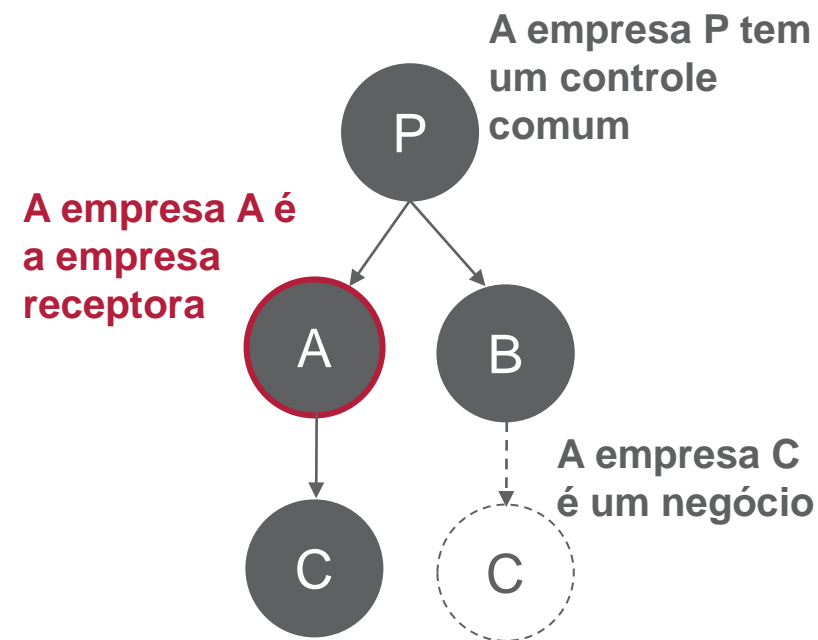 A empresa P tem
um controle
comum
P
A empresa A é
a empresa
receptora
A
B
A empresa C
é um negócio
C
C